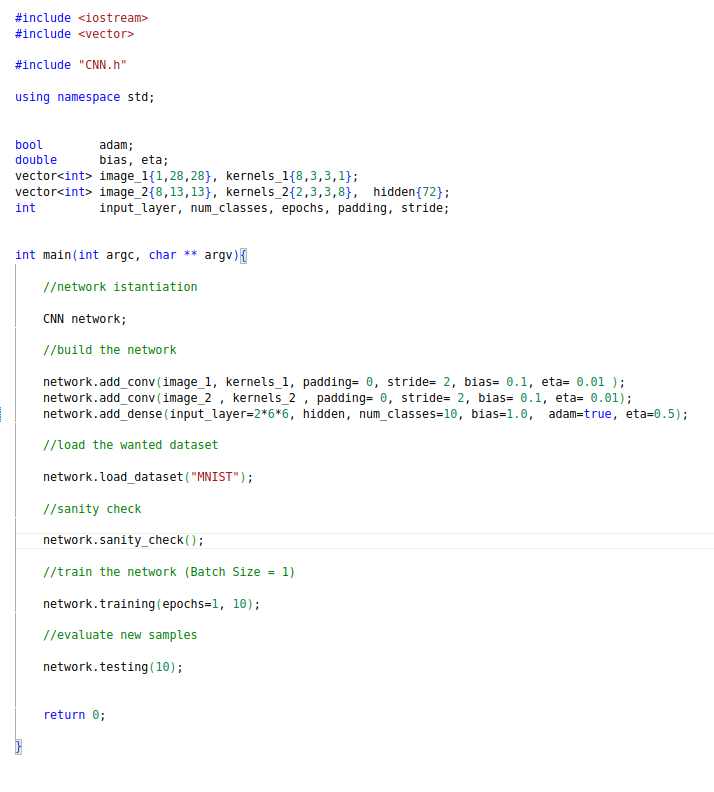 #include <iostream>
#include <vector>
#include "CNN.h"
using namespace std;
bool        adam;
double      bias, eta;
vector<int> image_1{1,28,28}, kernels_1{8,3,3,1};
vector<int> image_2{8,13,13}, kernels_2{2,3,3,8},  hidden{72};
int         input_layer, num_classes, epochs, padding, stride;
int main(int argc, char ** argv){
    //network istantiation
    CNN network;
    //build the network
    network.add_conv(image_1, kernels_1, padding= 0, stride= 2, bias= 0.1, eta= 0.01 );
    network.add_conv(image_2 , kernels_2 , padding= 0, stride= 2, bias= 0.1, eta= 0.01);
    network.add_dense(input_layer=2*6*6, hidden, num_classes=10, bias=1.0,  adam=true, eta=0.5);
    //load the wanted dataset
    network.load_dataset("MNIST");
    //sanity check
    network.sanity_check();
    //train the network (Batch Size = 1)
    network.training(epochs=1, 10);
    //evaluate new samples
    network.testing(10);
    return 0;
}